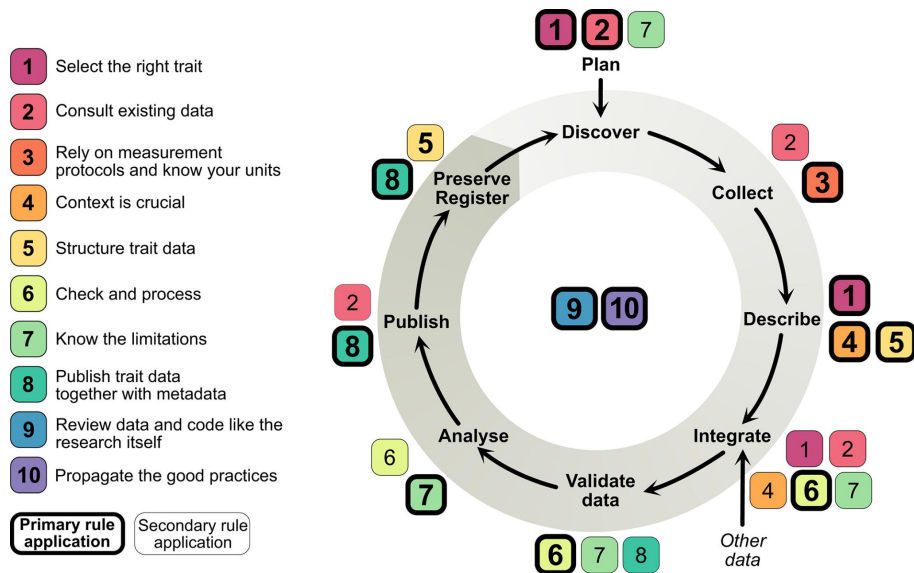 1 Select the right trait
2 Consult existing data
3 Rely on measurement
protocols and know your units
4 Context is crucial
5 Structure trait data
6 Check and process
7 Know the limitations
8 Publish trait data
together with metadata
9 Review data and code like the
research itself
10 Propagate the good practices
Primary rule
application
Secondary rule
application
1 2 7
Plan
Discover
2
3
Collect
1
Describe
4 5
Integrate
1 2
4 6 7
Other
data
Validate
data
6 7 8
Analyse
6
7
Publish
2
8
5
8
Preserve
Register
9 10